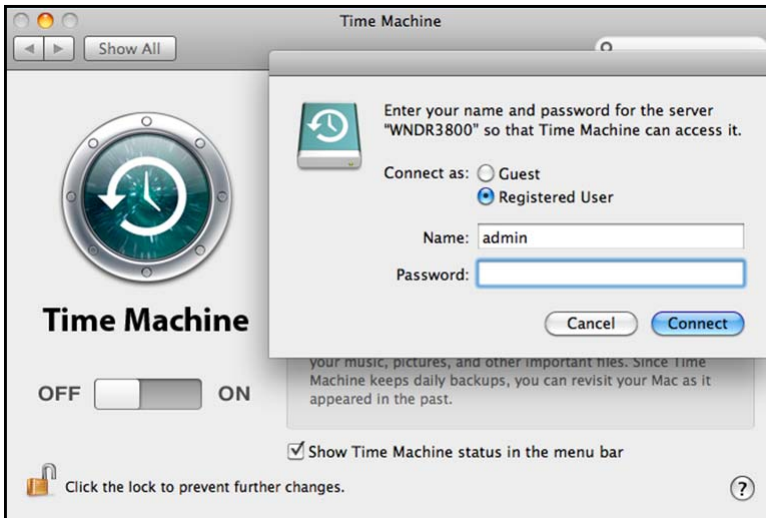 Time Machine
Show All
Enter your name and password for the server
"WNDR3800" so that Time Machine can access it.
Connect as:
Guest
Registered User
Name: admin
Password:
Cancel
Connect
Time Machine
OFF
ON
your music, pictures, and other important files. Since Time
Machine keeps daily backups, you can revisit your Mac as it
appeared in the past.
Show Time Machine status in the menu bar
Click the lock to prevent further changes.
?